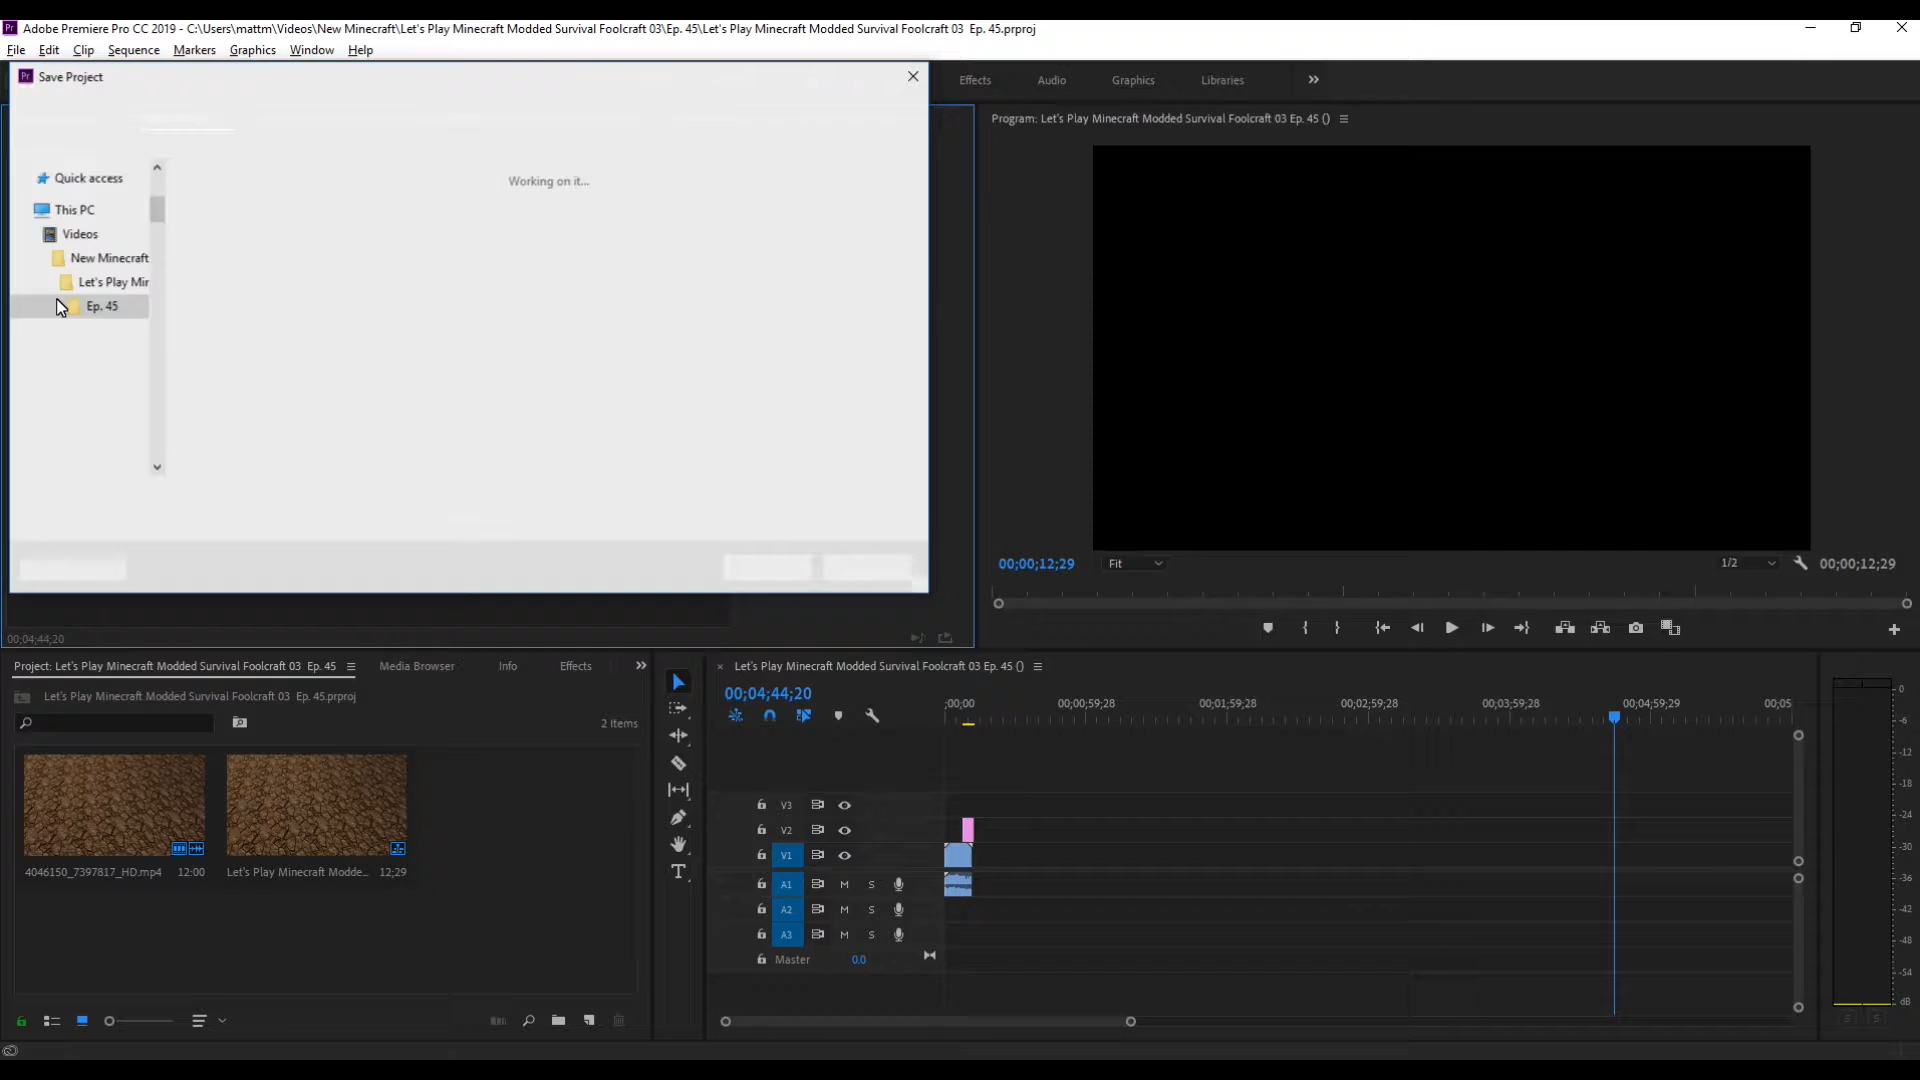 Adobe Premiere Pro CC 2019 - C:\Users\mattm\Videos\New Minecraft\Let's Play Minecraft Modded Survival Foolcraft 03\Ep. 45\Let's Play Minecraft Modded Survival Foolcraft 03  Ep. 45.prproj
File Edit Clip Sequence Markers Graphics Window Help
Save Project
Effects Audio Graphics Libraries
Program: Let's Play Minecraft Modded Survival Foolcraft 03 Ep. 45 ()
Quick access
Working on it...
This PC
Videos
New Minecraft
Let's Play Mir
Ep. 45
00;00;12;29 Fit 1/2 00;00;12;29
00;04;44;20
Project: Let's Play Minecraft Modded Survival Foolcraft 03  Ep. 45 Media Browser Info Effects
Let's Play Minecraft Modded Survival Foolcraft 03  Ep. 45.prproj
2 Items
4046150_7397817_HD.mp4 12:00 Let's Play Minecraft Modde... 12;29
× Let's Play Minecraft Modded Survival Foolcraft 03 Ep. 45 ()
00;04;44;20
;00;00 00;00;59;28 00;01;59;28 00;02;59;28 00;03;59;28 00;04;59;29 00;05
V3
V2
V1
A1 M S
A2 M S
A3 M S
Master 0.0
0
-6
-12
-18
-24
-30
-36
-42
-48
-54
dB
S S